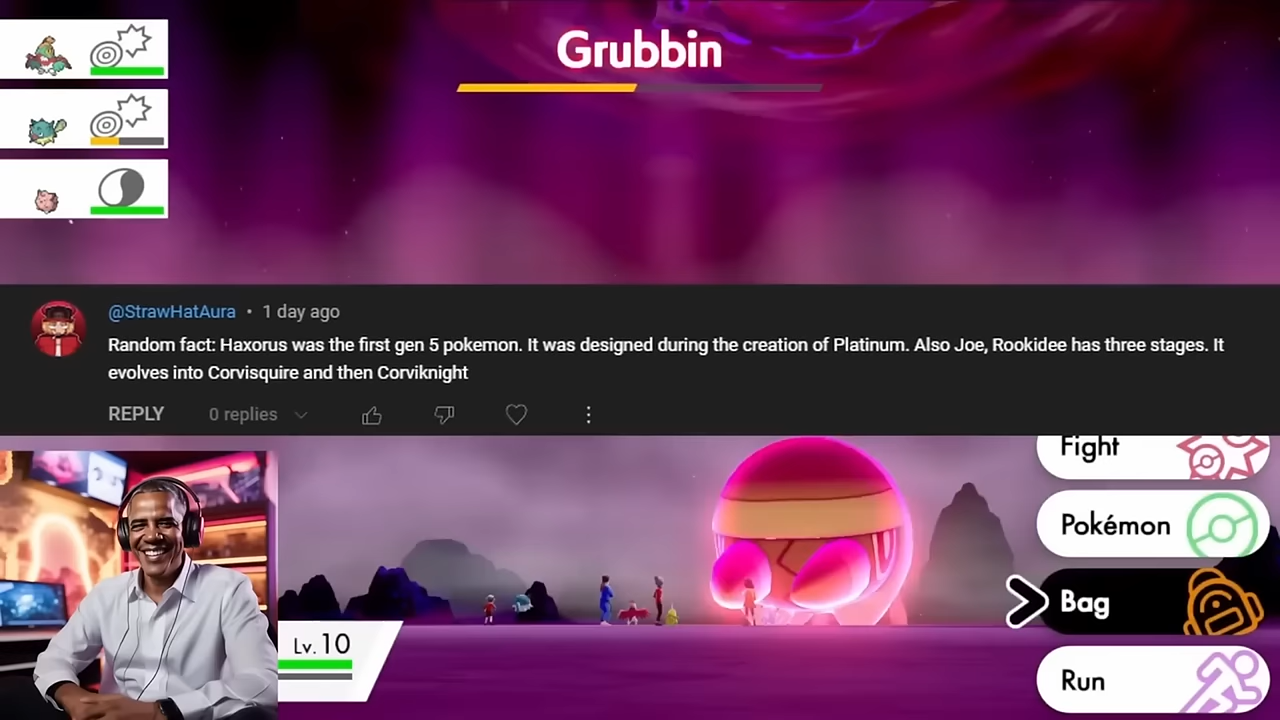 Grubbin
@StrawHatAura • 1 day ago
Random fact: Haxorus was the first gen 5 pokemon. It was designed during the creation of Platinum. Also Joe, Rookidee has three stages. It
evolves into Corvisquire and then Corviknight
REPLY 0 replies
Fight
Pokémon
Bag
Lv. 10
Run